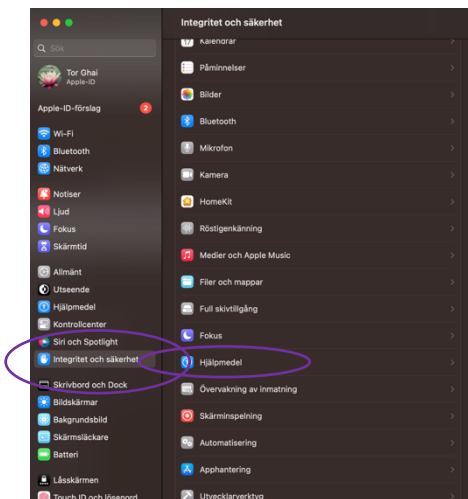 Integritet och säkerhet
Sök
Tor Ghai
Apple-ID
Apple-ID-förslag 2
Wi-Fi
Bluetooth
Nätverk
Notiser
Ljud
Fokus
Skärmtid
Allmänt
Utseende
Hjälpmedel
Kontrollcenter
Siri och Spotlight
Integritet och säkerhet
Skrivbord och Dock
Bildskärmar
Bakgrundsbild
Skärmsläckare
Batteri
Låsskärmen
Touch ID och lösenord
17 Kalendrar
Påminnelser
Bilder
Bluetooth
Mikrofon
Kamera
HomeKit
Röstigenkänning
Medier och Apple Music
Filer och mappar
Full skivtillgång
Fokus
Hjälpmedel
Övervakning av inmatning
Skärminspelning
Automatisering
Apphantering
Utvecklarverktyg